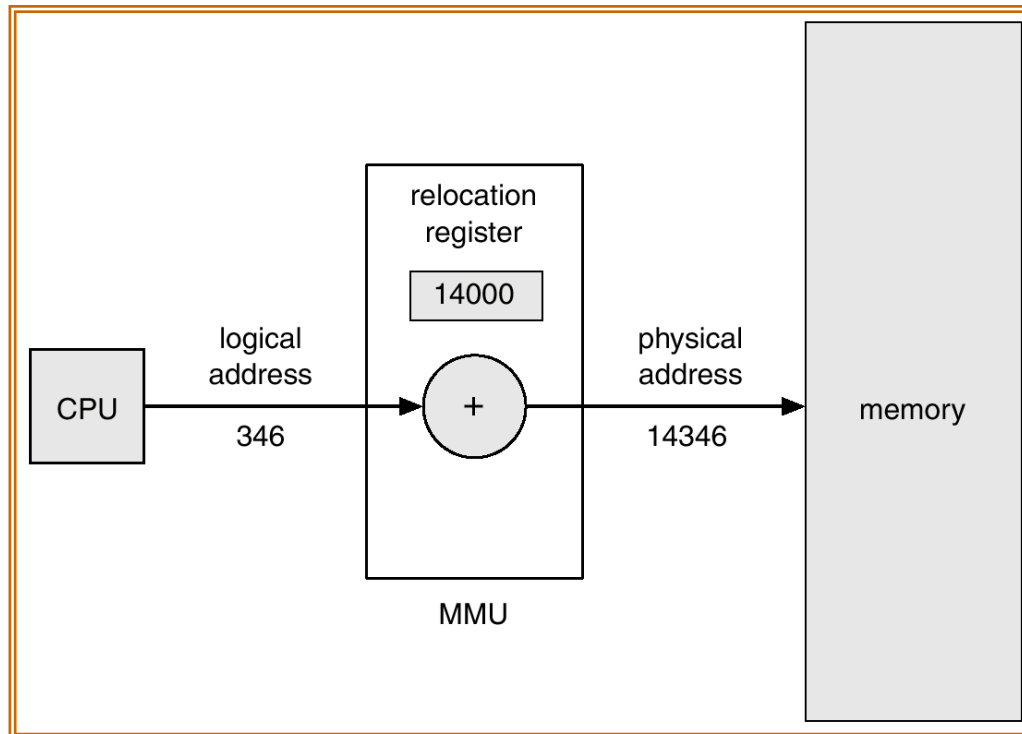 relocation
register
14000
logical
address
physical
address
CPU
+
memory
346
14346
MMU